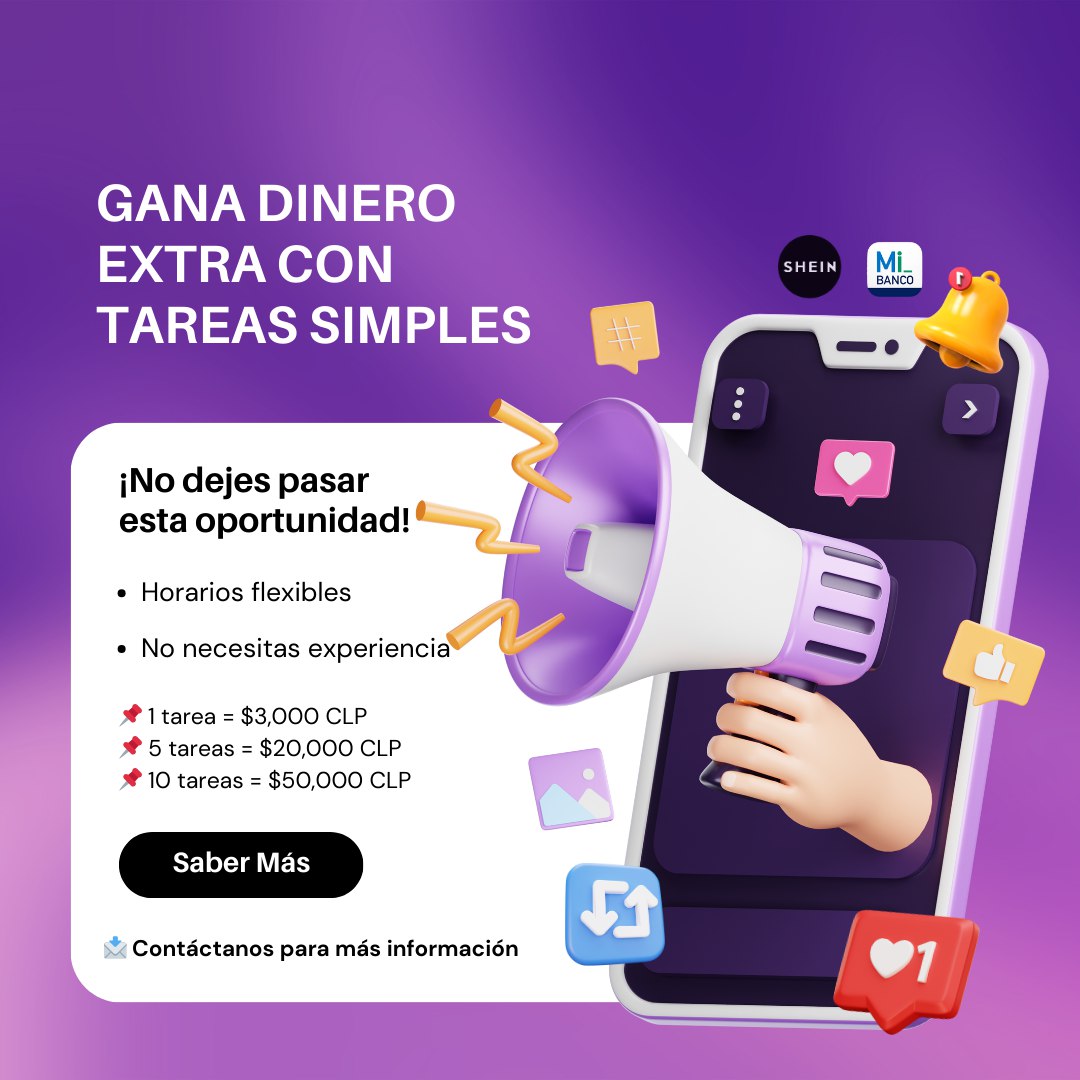 GANA DINERO
EXTRA CON
TAREAS SIMPLES
SHEIN
Mi_
BANCO
1
#
¡No dejes pasar
esta oportunidad!
• Horarios flexibles
• No necesitas experiencia
📌 1 tarea = $3,000 CLP
📌 5 tareas = $20,000 CLP
📌 10 tareas = $50,000 CLP
Saber Más
📩 Contáctanos para más información
1